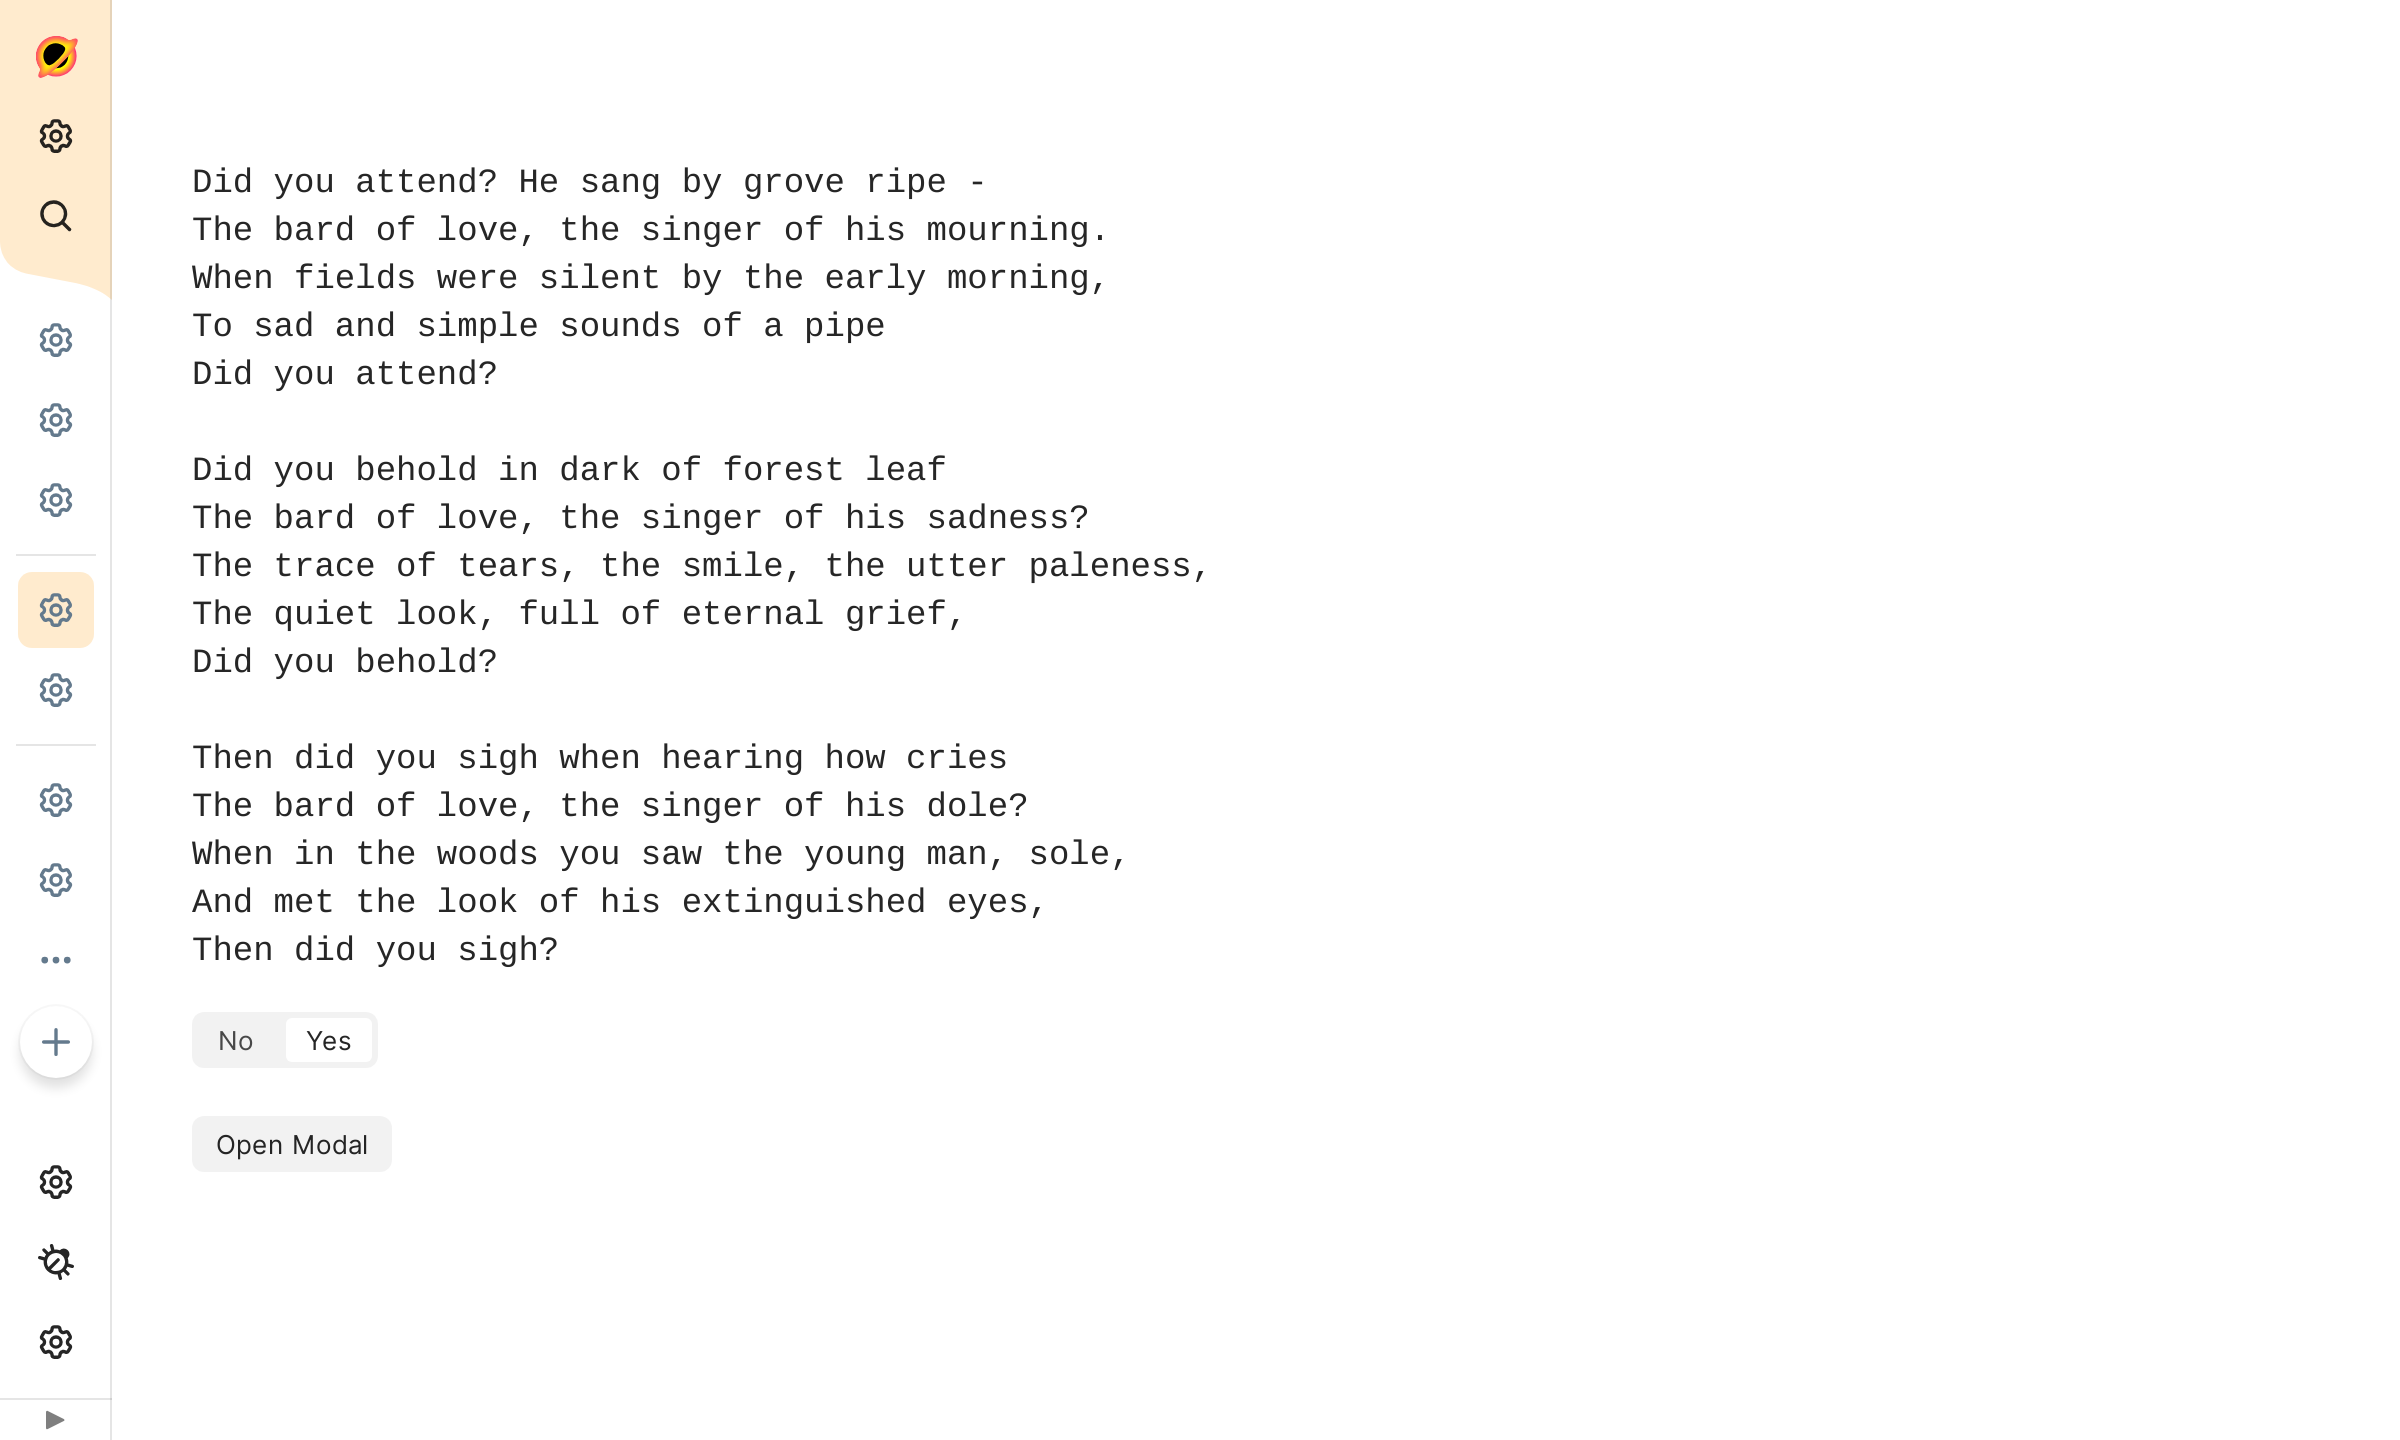 Did you attend? He sang by grove ripe -
The bard of love, the singer of his mourning.
When fields were silent by the early morning,
To sad and simple sounds of a pipe
Did you attend?

Did you behold in dark of forest leaf
The bard of love, the singer of his sadness?
The trace of tears, the smile, the utter paleness,
The quiet look, full of eternal grief,
Did you behold?

Then did you sigh when hearing how cries
The bard of love, the singer of his dole?
When in the woods you saw the young man, sole,
And met the look of his extinguished eyes,
Then did you sigh?

No Yes
Open Modal